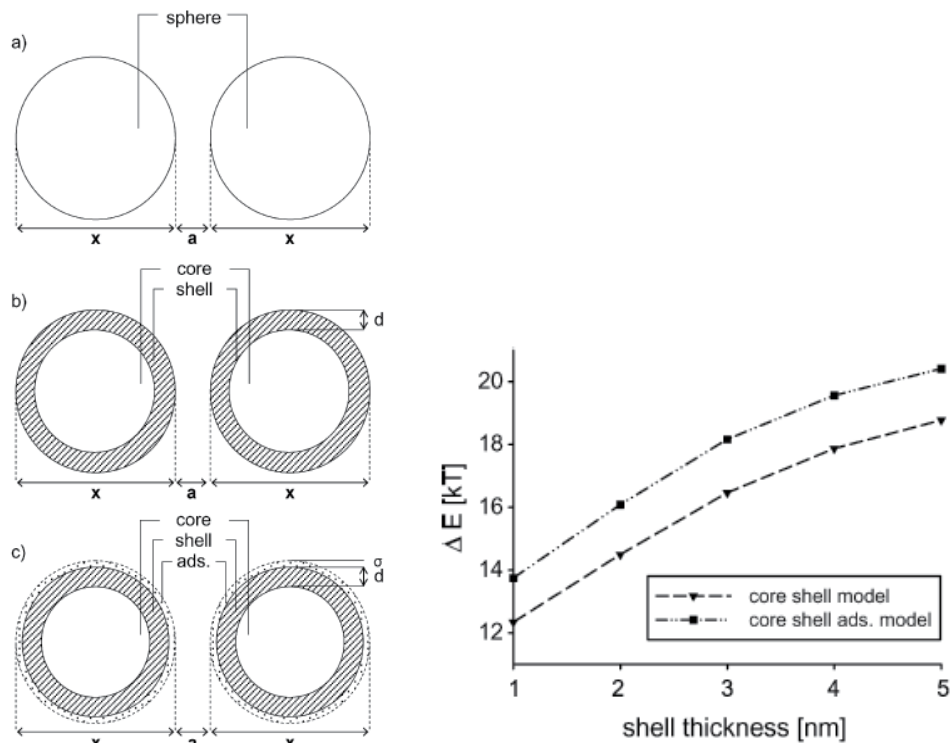 sphere
a)
x a x
core
shell
b)
d
x a x
core
shell
ads.
c)
σ
d
x a x
20
18
16
14
12
Δ E [kT]
core shell model
core shell ads. model
1 2 3 4 5
shell thickness [nm]